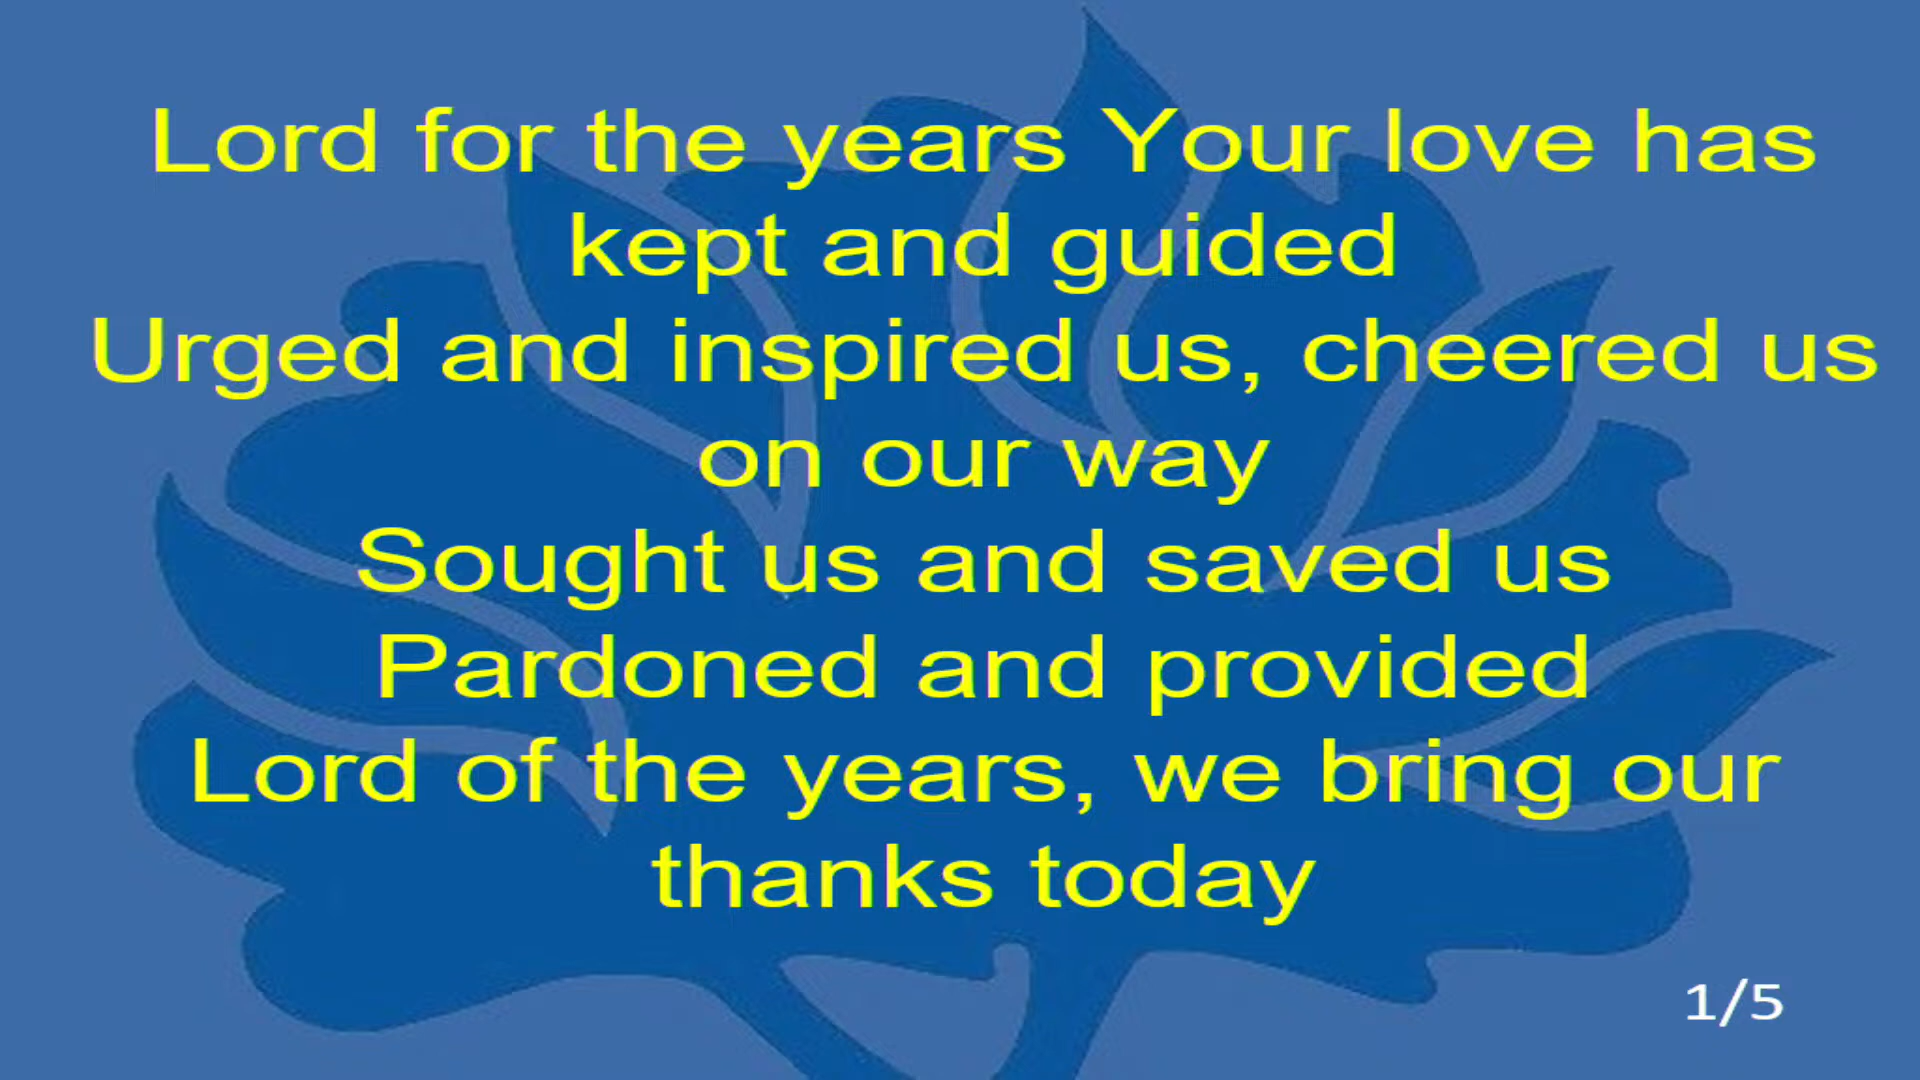 Lord for the years Your love has
kept and guided
Urged and inspired us, cheered us
on our way
Sought us and saved us
Pardoned and provided
Lord of the years, we bring our
thanks today
1/5